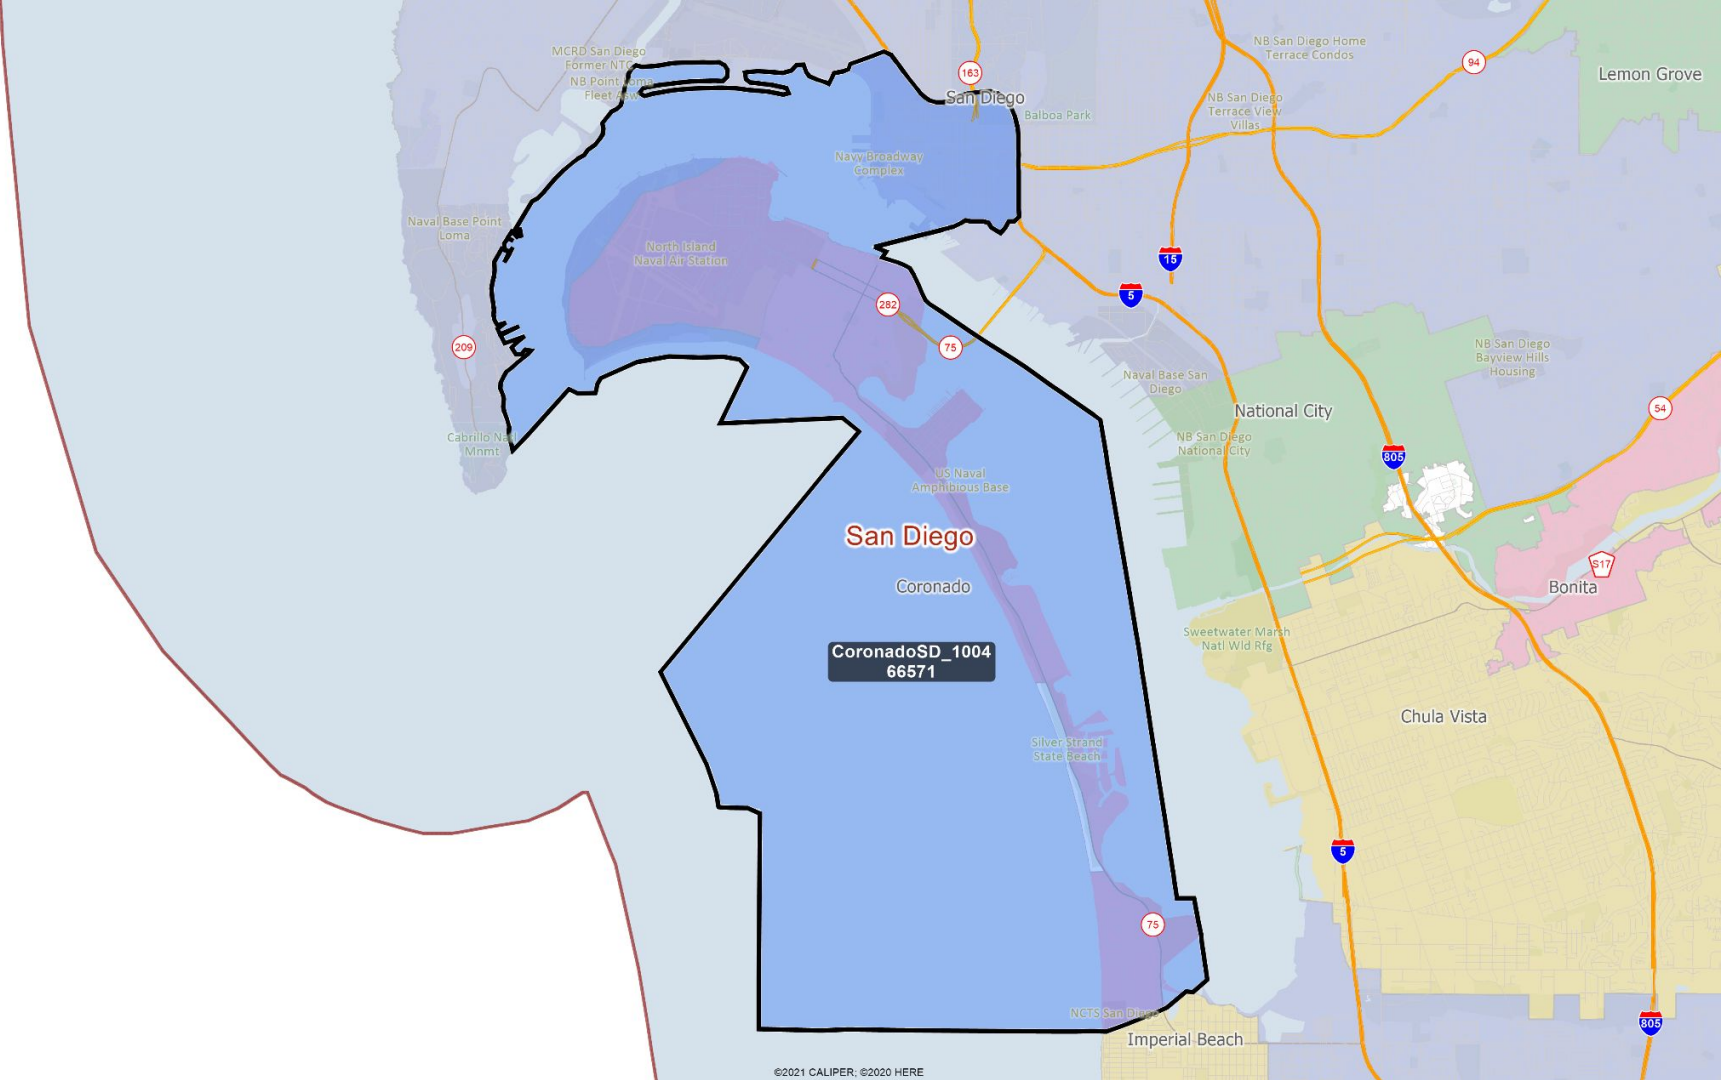 MCRD San Diego
Former NTC
NB Point Loma
Fleet Asw
163
San Diego
Balboa Park
NB San Diego Home
Terrace Condos
94
Lemon Grove
NB San Diego
Terrace View
Villas
Navy Broadway
Complex
Naval Base Point
Loma
North Island
Naval Air Station
15
5
282
75
209
Naval Base San
Diego
NB San Diego
Bayview Hills
Housing
National City
54
Cabrillo Natl
Mnmt
NB San Diego
National City
805
US Naval
Amphibious Base
San Diego
Coronado
S17
Bonita
CoronadoSD_1004
66571
Sweetwater Marsh
Natl Wld Rfg
Chula Vista
Silver Strand
State Beach
5
75
NCTS San Diego
805
Imperial Beach
©2021 CALIPER; ©2020 HERE